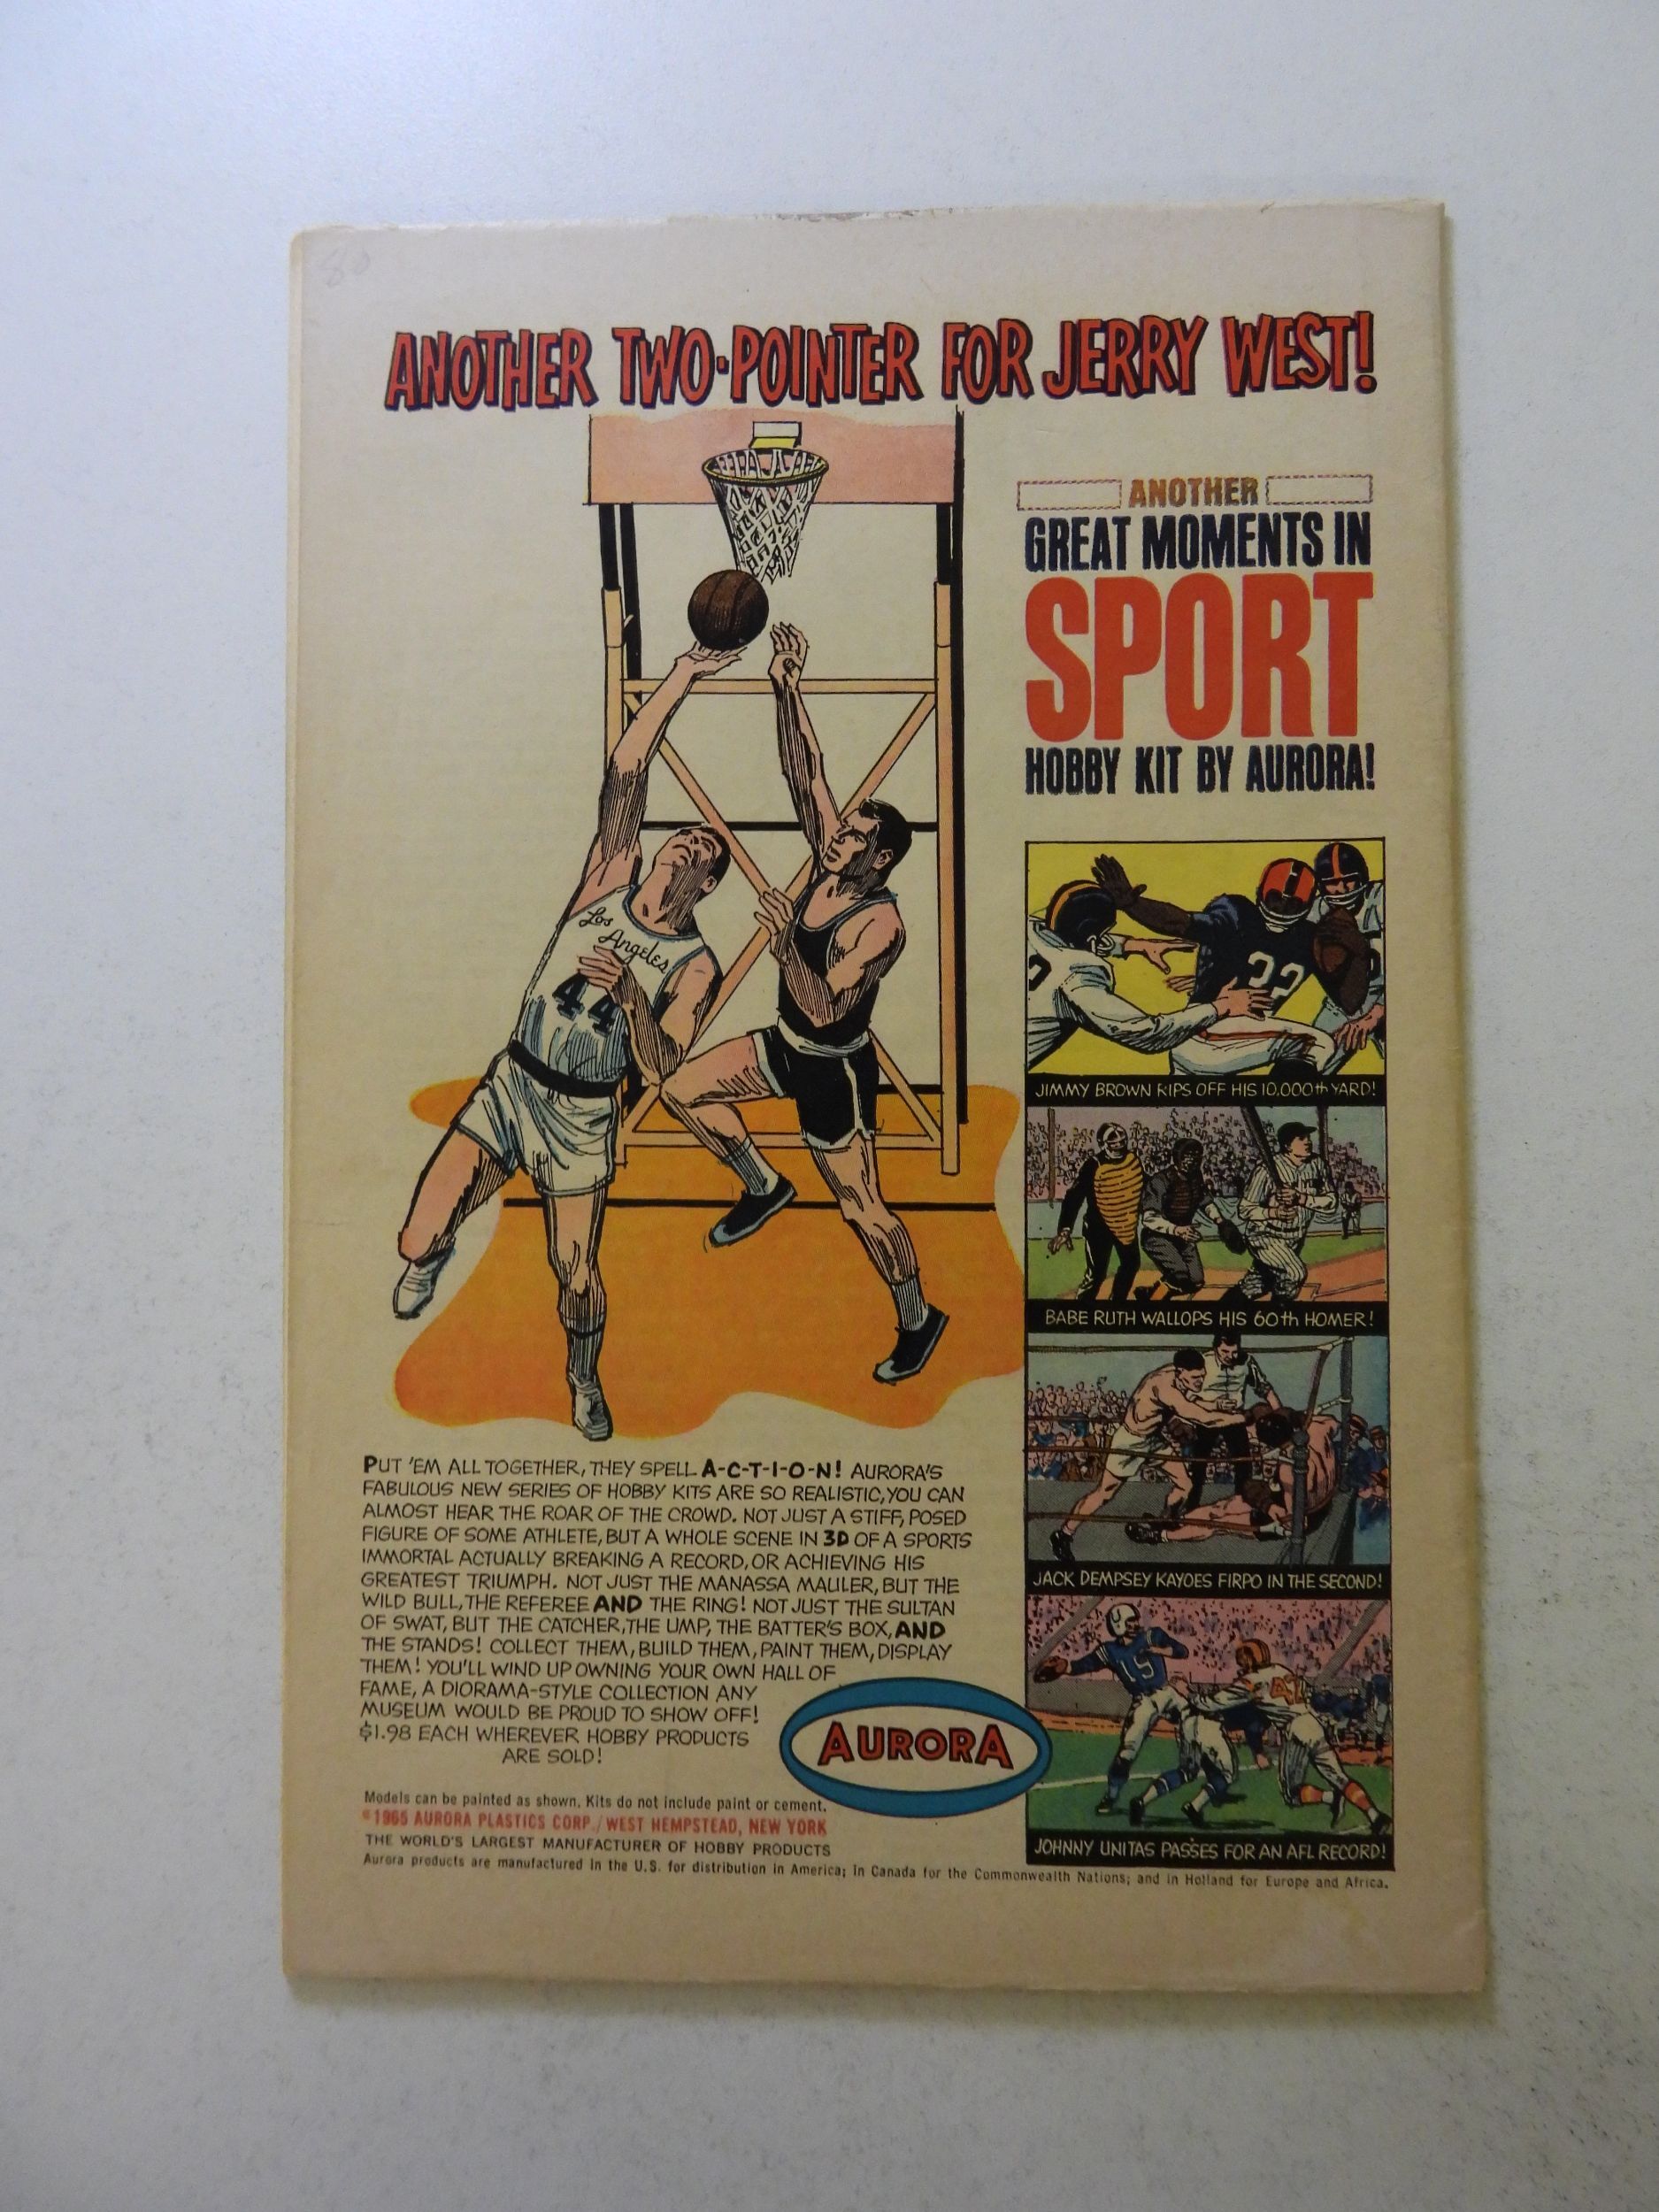 80
ANOTHER TWO-POINTER FOR JERRY WEST!
ANOTHER
GREAT MOMENTS IN
SPORT
HOBBY KIT BY AURORA!
Los
Angeles
44
32
JIMMY BROWN RIPS OFF HIS 10,000th YARD!
BABE RUTH WALLOPS HIS 60th HOMER!
JACK DEMPSEY KAYOES FIRPO IN THE SECOND!
15
JOHNNY UNITAS PASSES FOR AN AFL RECORD!
PUT 'EM ALL TOGETHER, THEY SPELL A-C-T-I-O-N! AURORA'S
FABULOUS NEW SERIES OF HOBBY KITS ARE SO REALISTIC, YOU CAN
ALMOST HEAR THE ROAR OF THE CROWD. NOT JUST A STIFF, POSED
FIGURE OF SOME ATHLETE, BUT A WHOLE SCENE IN 3D OF A SPORTS
IMMORTAL ACTUALLY BREAKING A RECORD, OR ACHIEVING HIS
GREATEST TRIUMPH. NOT JUST THE MANASSA MAULER, BUT THE
WILD BULL, THE REFEREE AND THE RING! NOT JUST THE SULTAN
OF SWAT, BUT THE CATCHER, THE UMP, THE BATTER'S BOX, AND
THE STANDS! COLLECT THEM, BUILD THEM, PAINT THEM, DISPLAY
THEM! YOU'LL WIND UP OWNING YOUR OWN HALL OF
FAME, A DIORAMA-STYLE COLLECTION ANY
MUSEUM WOULD BE PROUD TO SHOW OFF!
$1.98 EACH WHEREVER HOBBY PRODUCTS
ARE SOLD!
AURORA
Models can be painted as shown. Kits do not include paint or cement.
©1965 AURORA PLASTICS CORP./WEST HEMPSTEAD, NEW YORK
THE WORLD'S LARGEST MANUFACTURER OF HOBBY PRODUCTS
Aurora products are manufactured in the U.S. for distribution in America; in Canada for the Commonwealth Nations; and in Holland for Europe and Africa.